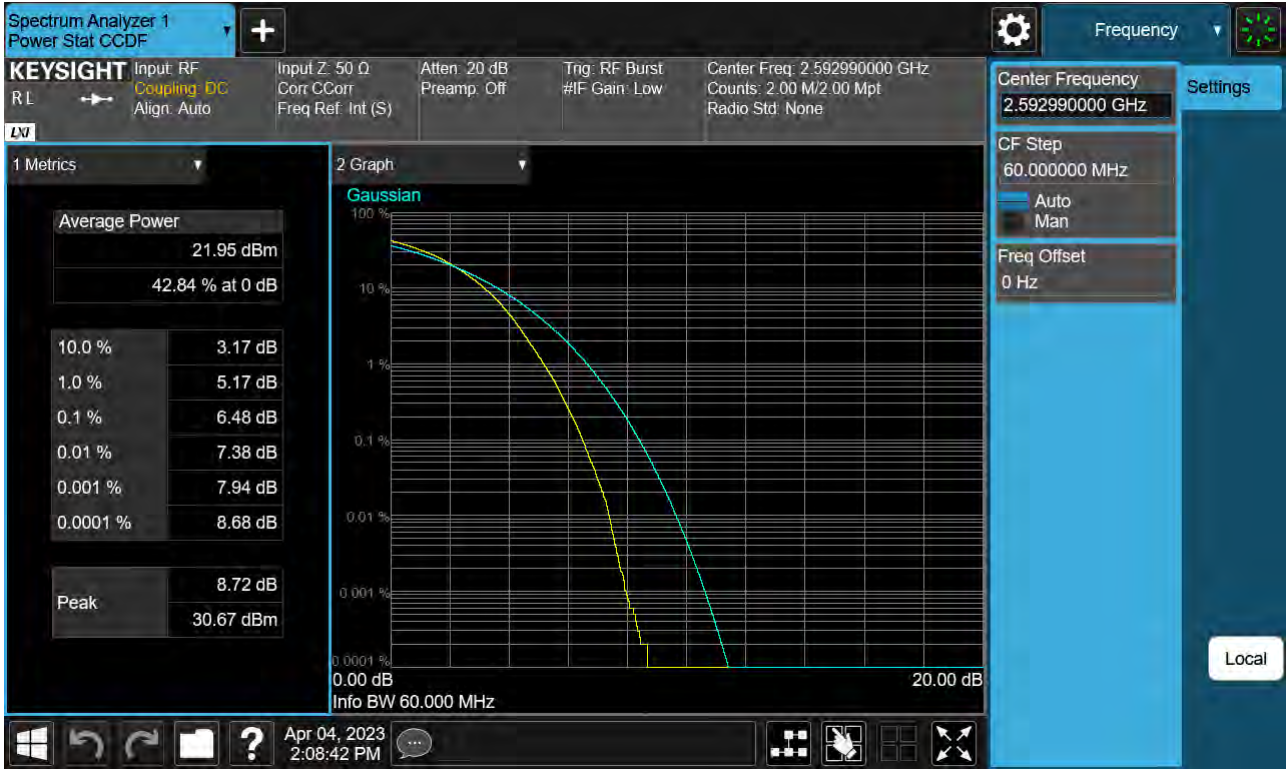 Spectrum Analyzer 1
Power Stat CCDF
Frequency
KEYSIGHT
R L
LXI
Input: RF
Coupling: DC
Align: Auto
Input Z: 50 Ω
Corr CCorr
Freq Ref: Int (S)
Atten: 20 dB
Preamp: Off
Trig: RF Burst
#IF Gain: Low
Center Freq: 2.592990000 GHz
Counts: 2.00 M/2.00 Mpt
Radio Std: None
Center Frequency
2.592990000 GHz
Settings
CF Step
60.000000 MHz
Auto
Man
Freq Offset
0 Hz
Local
1 Metrics
Average Power
21.95 dBm
42.84 % at 0 dB
10.0 % 3.17 dB
1.0 % 5.17 dB
0.1 % 6.48 dB
0.01 % 7.38 dB
0.001 % 7.94 dB
0.0001 % 8.68 dB
Peak
8.72 dB
30.67 dBm
2 Graph
Gaussian
100 %
10 %
1 %
0.1 %
0.01 %
0.001 %
0.0001 %
0.00 dB 20.00 dB
Info BW 60.000 MHz
?
Apr 04, 2023
2:08:42 PM